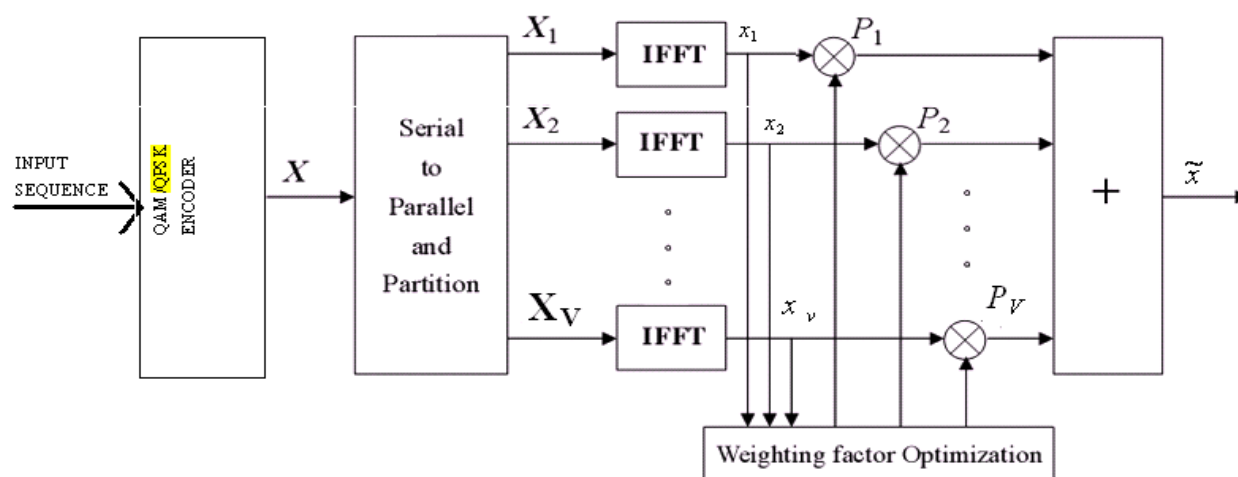 INPUT
SEQUENCE
QAM/QPSK
ENCODER
X
Serial
to
Parallel
and
Partition
X1
IFFT
x1
P1
X2
IFFT
x2
P2
XV
IFFT
xv
PV
+
x̃
Weighting factor Optimization